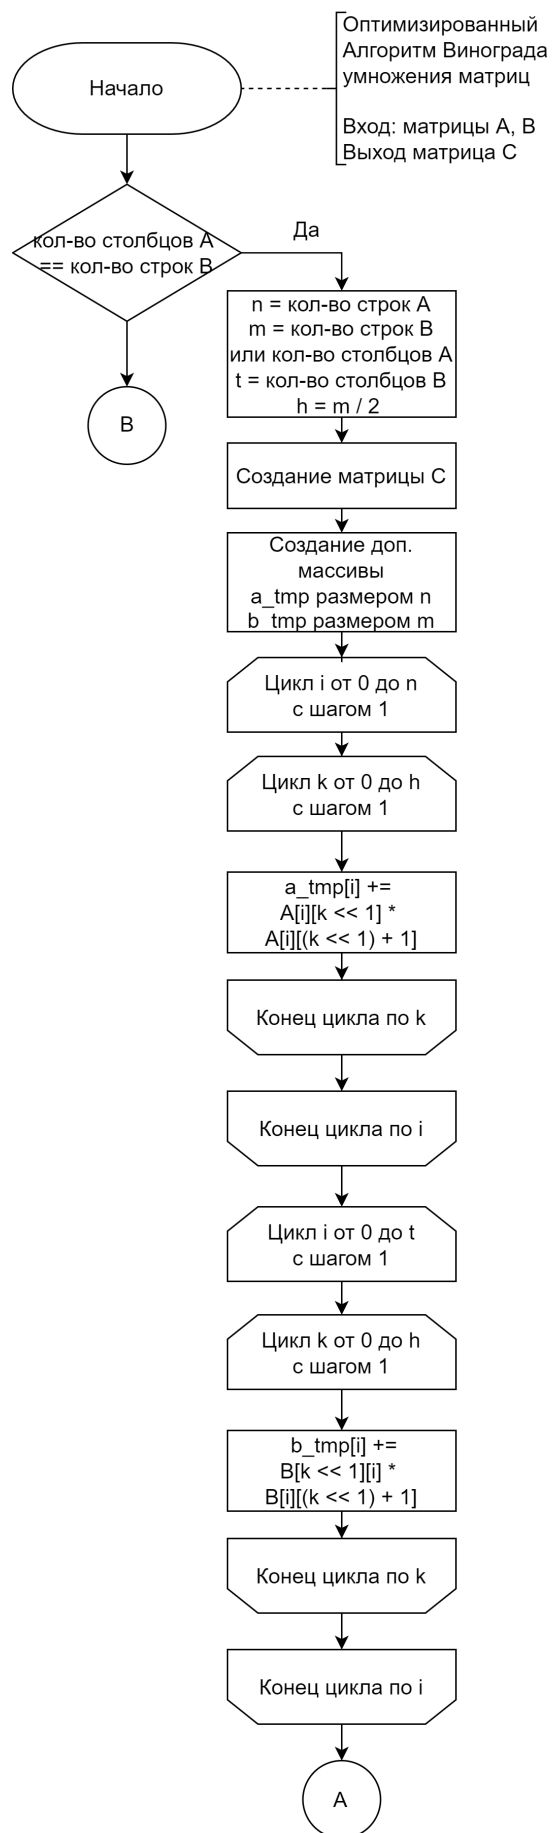 Оптимизированный
Алгоритм Винограда
умножения матриц
Вход: матрицы A, B
Выход матрица C
Начало
кол-во столбцов A
== кол-во строк B
Да
n = кол-во строк A
m = кол-во строк B
или кол-во столбцов A
t = кол-во столбцов B
h = m / 2
B
Создание матрицы C
Создание доп.
массивы
a_tmp размером n
b_tmp размером m
Цикл i от 0 до n
с шагом 1
Цикл k от 0 до h
с шагом 1
a_tmp[i] +=
A[i][k << 1] *
A[i][(k << 1) + 1]
Конец цикла по k
Конец цикла по i
Цикл i от 0 до t
с шагом 1
Цикл k от 0 до h
с шагом 1
b_tmp[i] +=
B[k << 1][i] *
B[i][(k << 1) + 1]
Конец цикла по k
Конец цикла по i
A